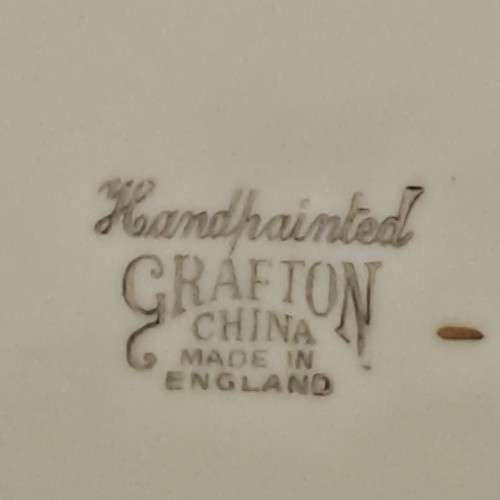 Handpainted
GRAFTON
CHINA
MADE IN
ENGLAND